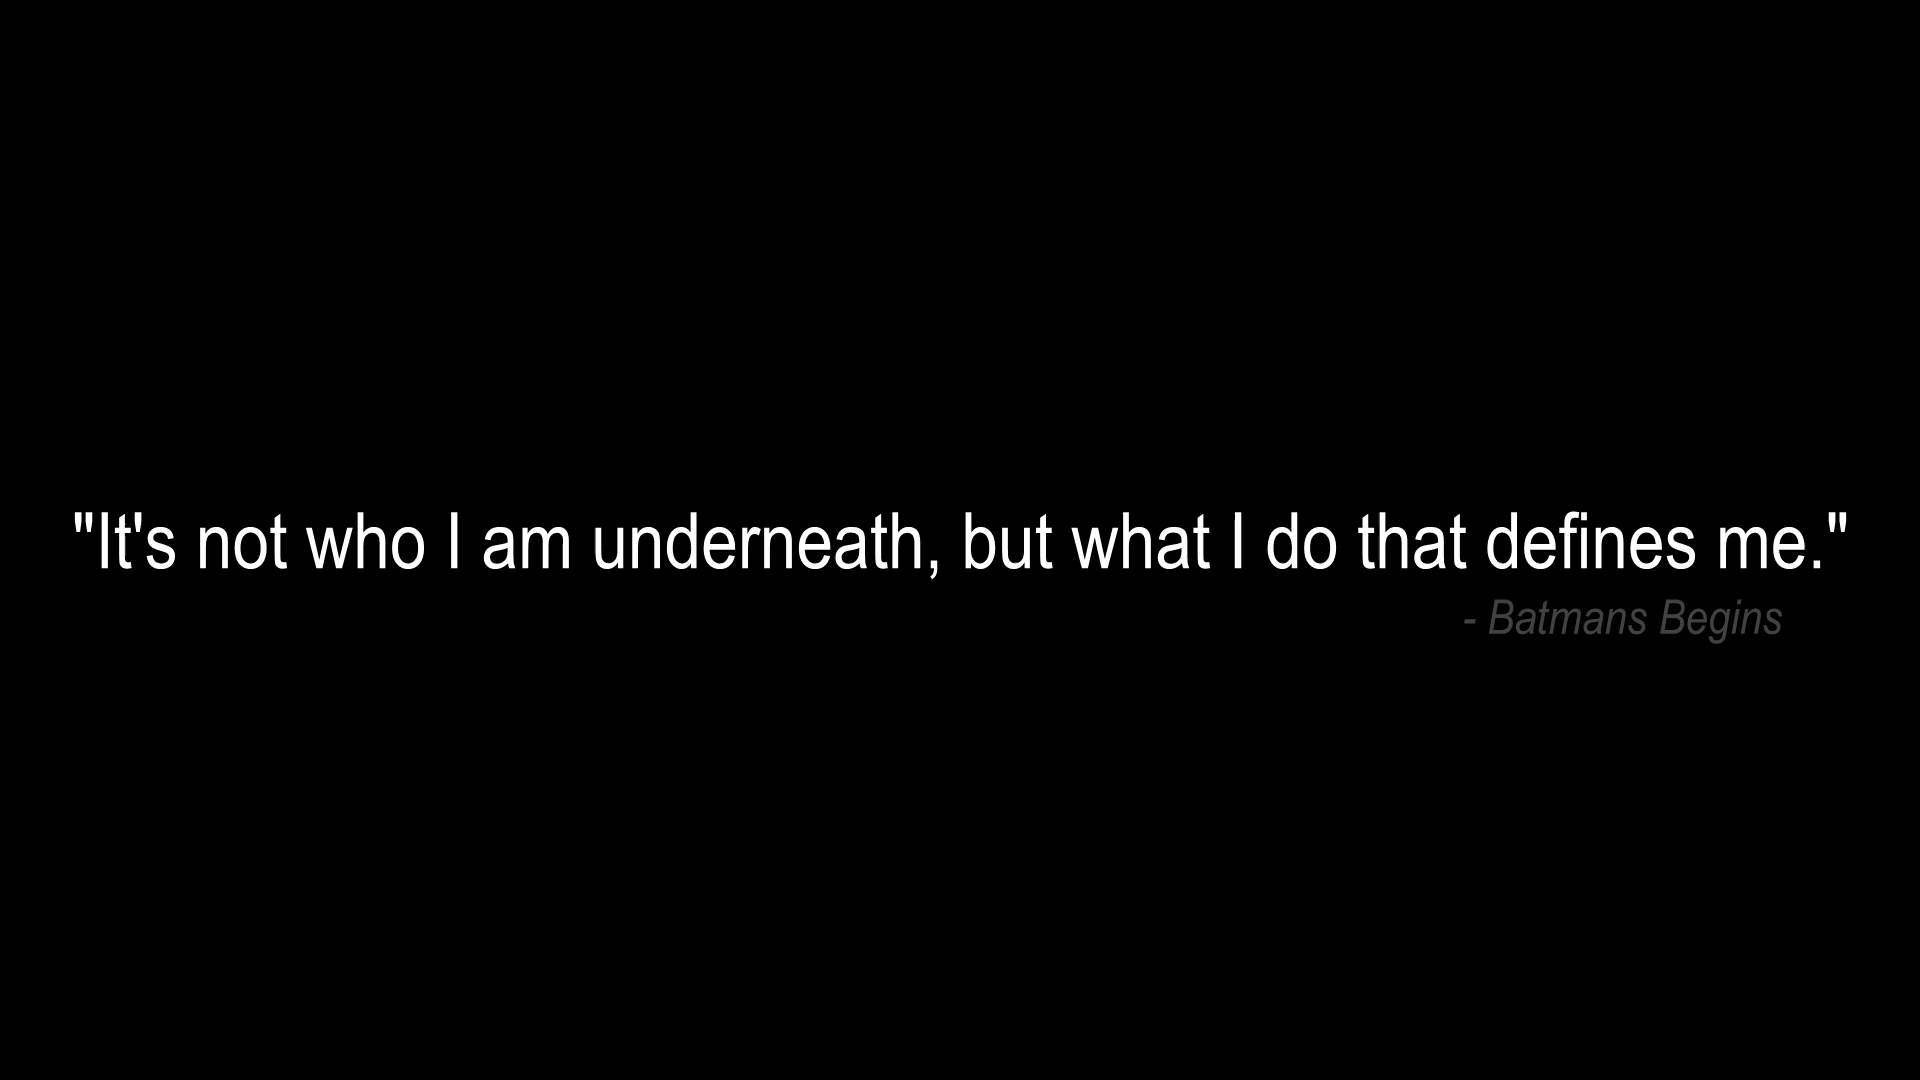 "It's not who I am underneath, but what I do that defines me."
- Batmans Begins